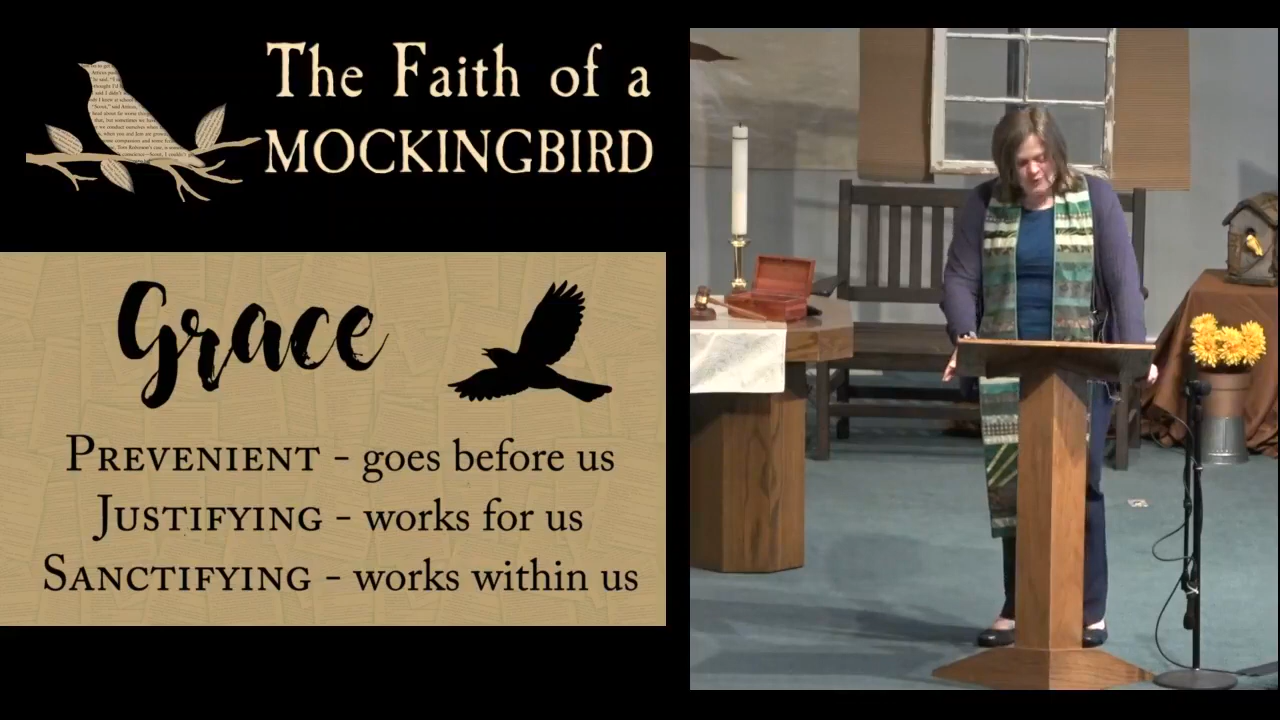 The Faith of a
MOCKINGBIRD
Grace
PREVENIENT - goes before us
JUSTIFYING - works for us
SANCTIFYING - works within us